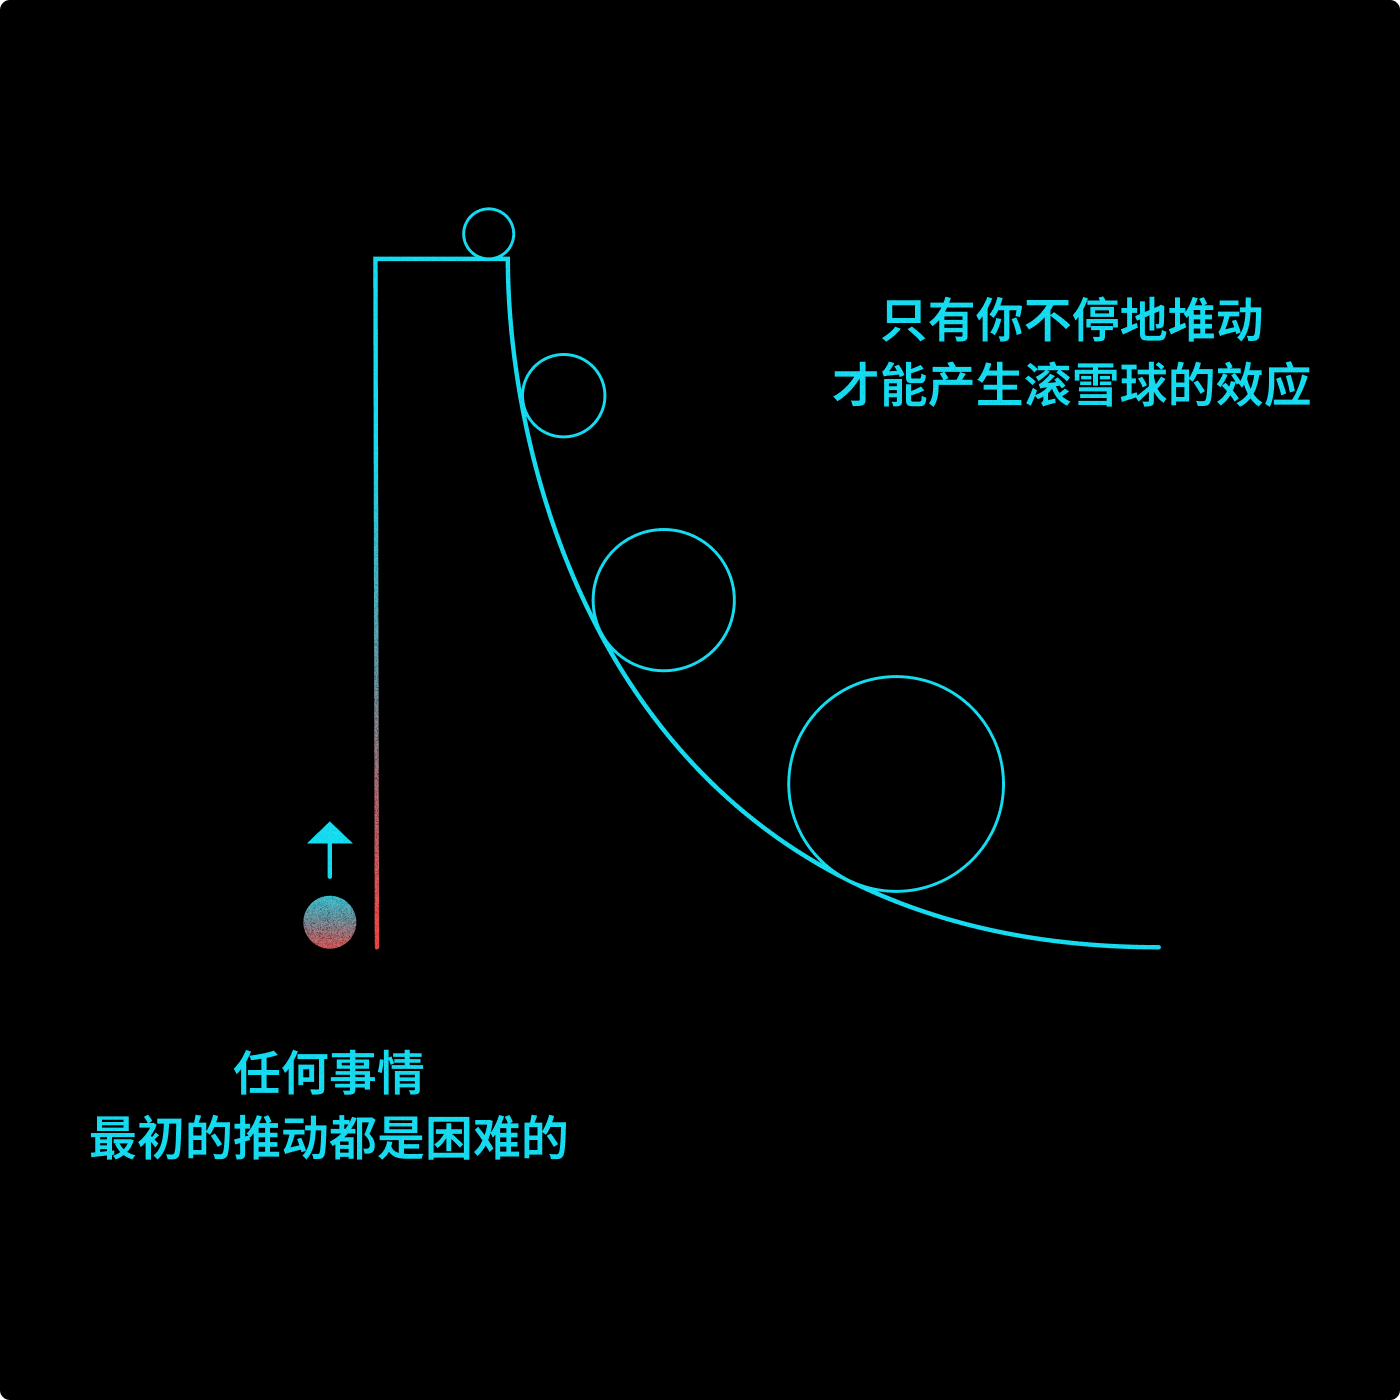 只有你不停地堆动
才能产生滚雪球的效应
任何事情
最初的推动都是困难的